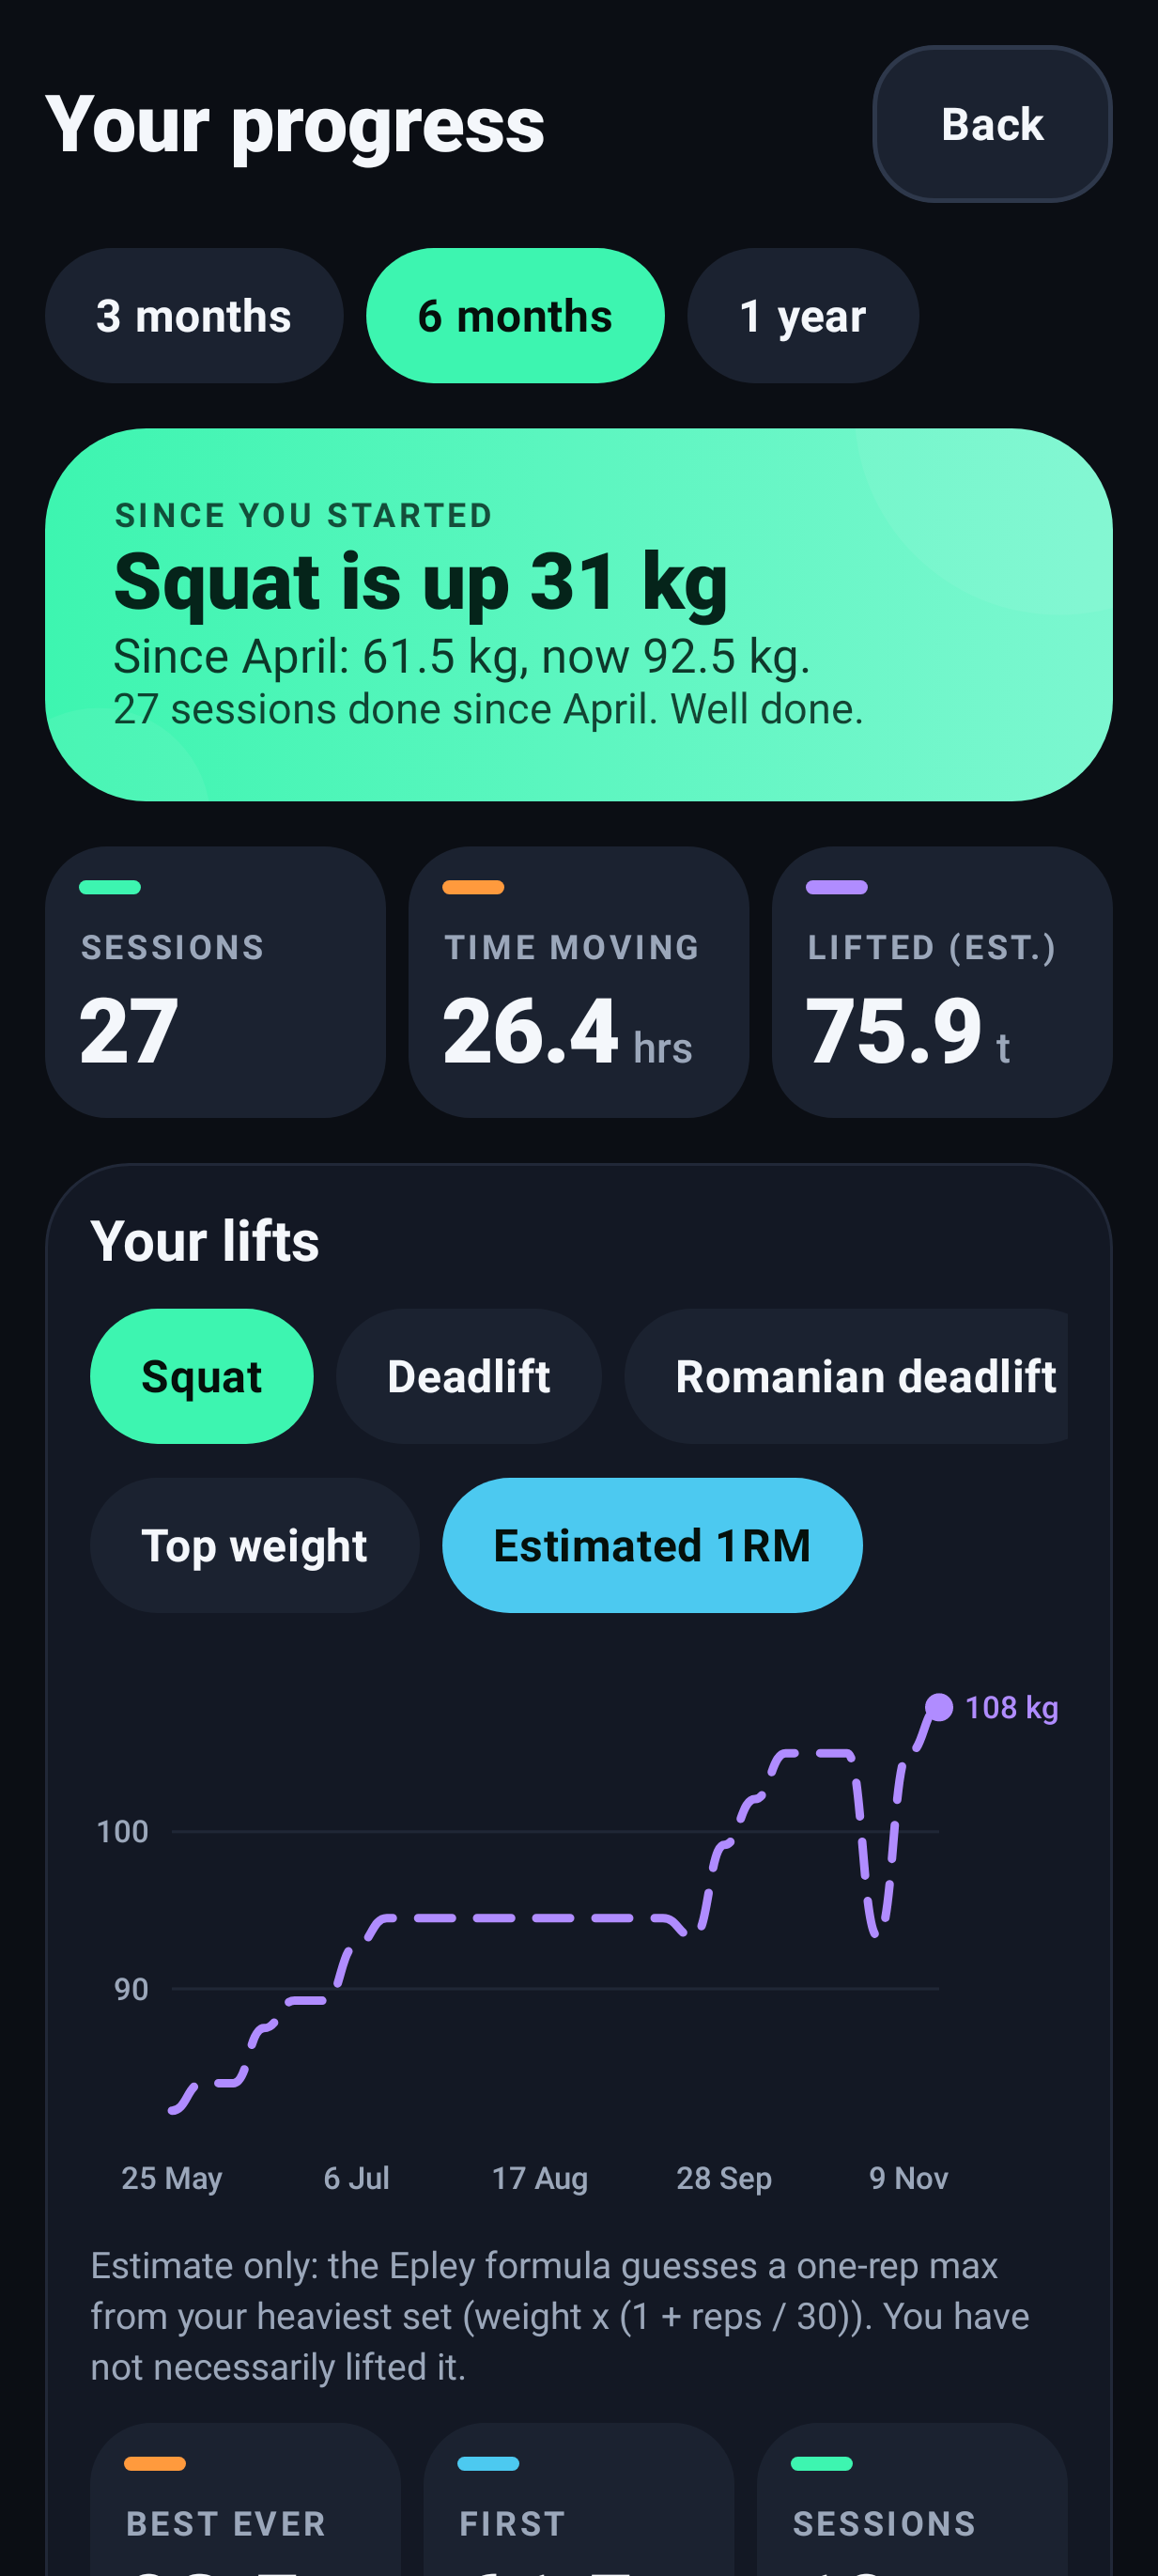 Your progress
Back
3 months
6 months
1 year
SINCE YOU STARTED
Squat is up 31 kg
Since April: 61.5 kg, now 92.5 kg.
27 sessions done since April. Well done.
SESSIONS
27
TIME MOVING
26.4 hrs
LIFTED (EST.)
75.9 t
Your lifts
Squat
Deadlift
Romanian deadlift
Top weight
Estimated 1RM
108 kg
100
90
25 May
6 Jul
17 Aug
28 Sep
9 Nov
Estimate only: the Epley formula guesses a one-rep max
from your heaviest set (weight x (1 + reps / 30)). You have
not necessarily lifted it.
BEST EVER
FIRST
SESSIONS